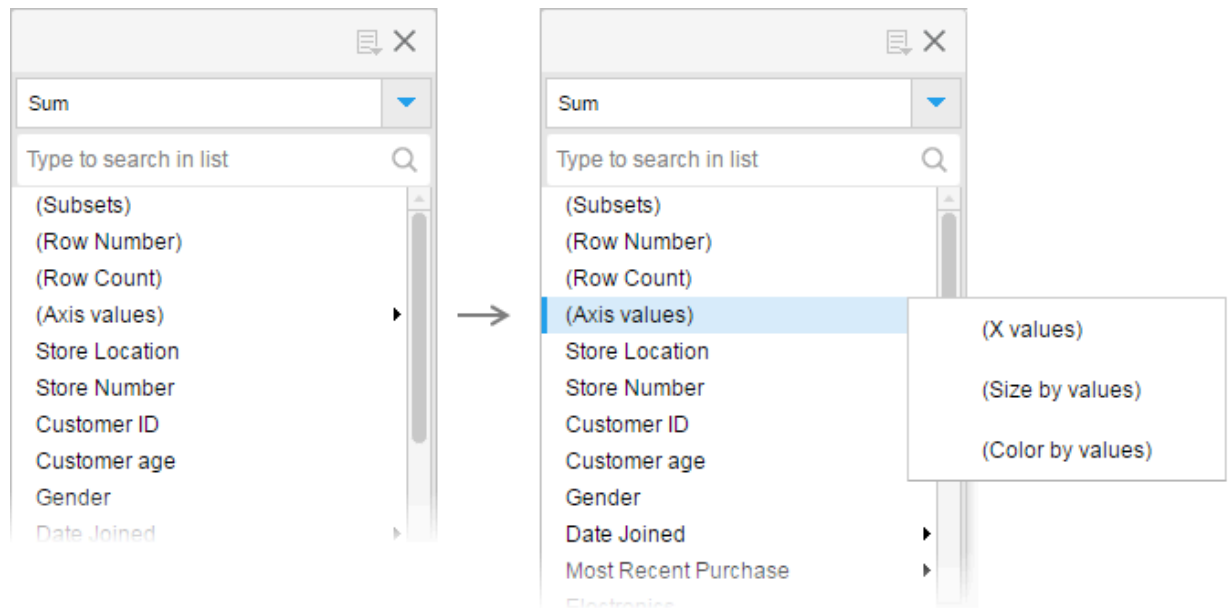 Sum
Type to search in list
(Subsets)
(Row Number)
(Row Count)
(Axis values)
Store Location
Store Number
Customer ID
Customer age
Gender
Date Joined
Sum
Type to search in list
(Subsets)
(Row Number)
(Row Count)
(Axis values)
Store Location
Store Number
Customer ID
Customer age
Gender
Date Joined
Most Recent Purchase
Electronics
(X values)
(Size by values)
(Color by values)